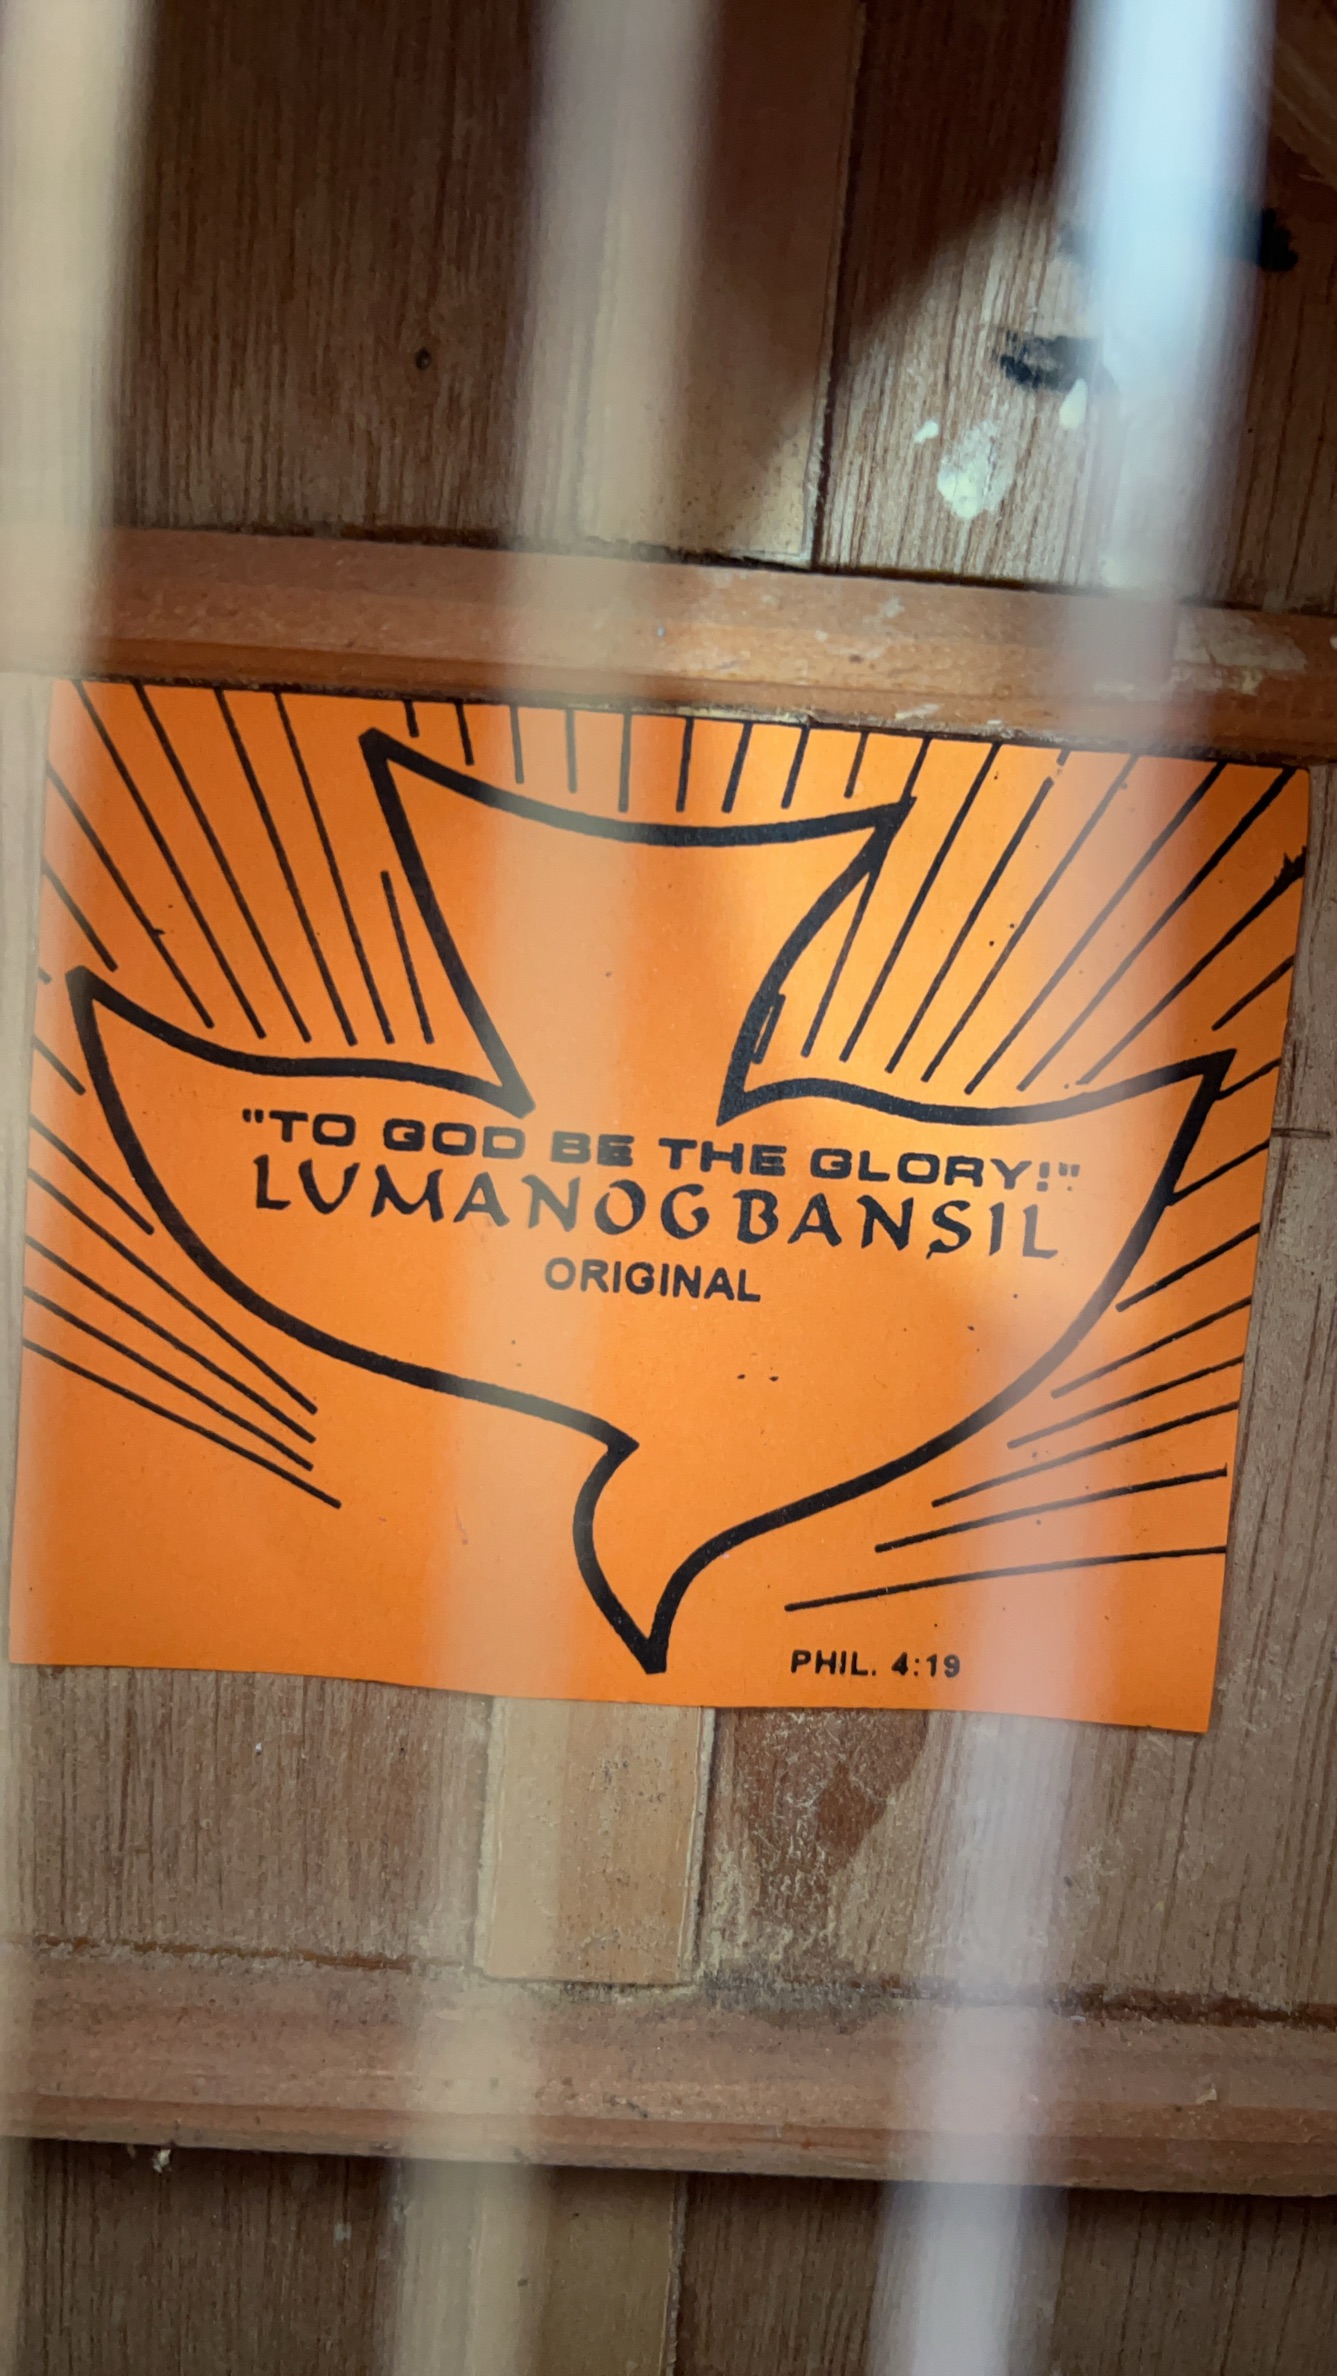 "TO GOD BE THE GLORY!"
LUMANOG BANSIL
ORIGINAL
PHIL. 4:19